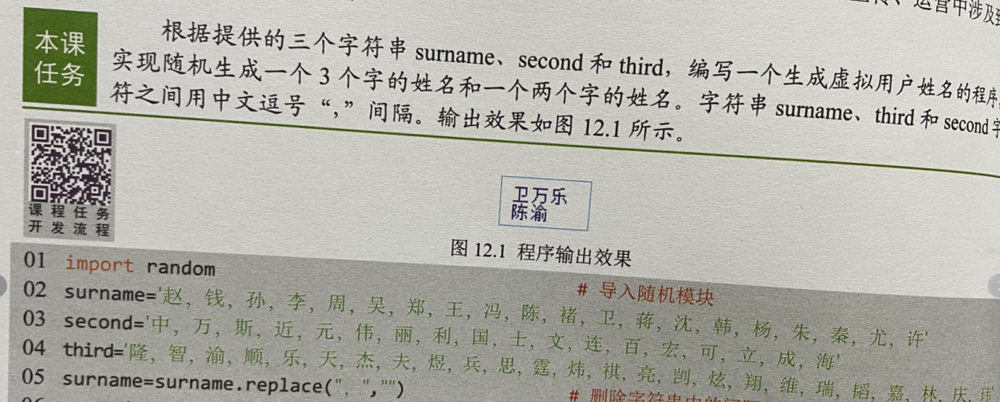 运营中涉及到
本课
任务
根据提供的三个字符串 surname、second 和 third，编写一个生成虚拟用户姓名的程序，
实现随机生成一个 3 个字的姓名和一个两个字的姓名。字符串 surname、third 和 second 字
符之间用中文逗号“，”间隔。输出效果如图 12.1 所示。
课程任务
开发流程
卫万乐
陈渝
图 12.1 程序输出效果
01 import random # 导入随机模块
02 surname='赵，钱，孙，李，周，吴，郑，王，冯，陈，褚，卫，蒋，沈，韩，杨，朱，秦，尤，许'
03 second='中，万，斯，近，元，伟，丽，利，国，士，文，连，百，宏，可，立，成，海'
04 third='隆，智，渝，顺，乐，天，杰，夫，煜，兵，思，霆，炜，祺，亮，剀，炫，翔，维，瑞，韬，嘉，林，庆，
05 surname=surname.replace("，","") # 删除字符串中的间隔